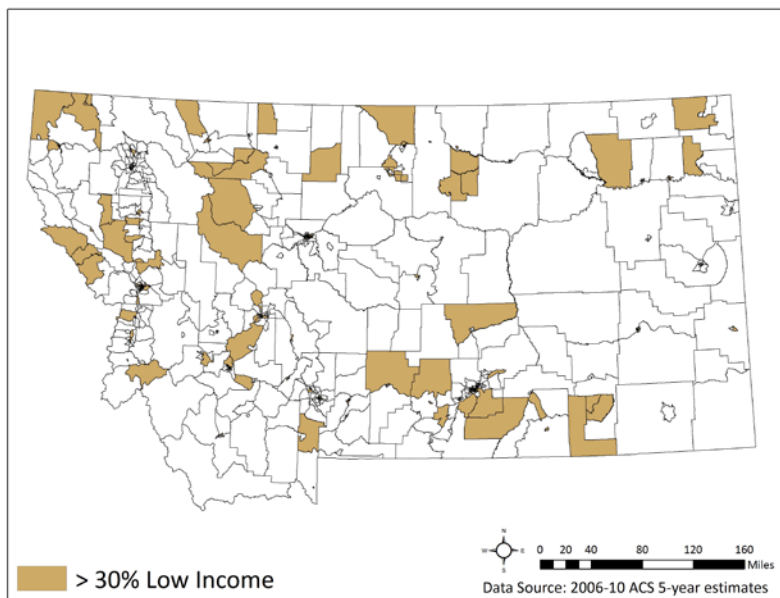 N
W E
S
0 20 40 80 120 160
Miles
> 30% Low Income
Data Source: 2006-10 ACS 5-year estimates